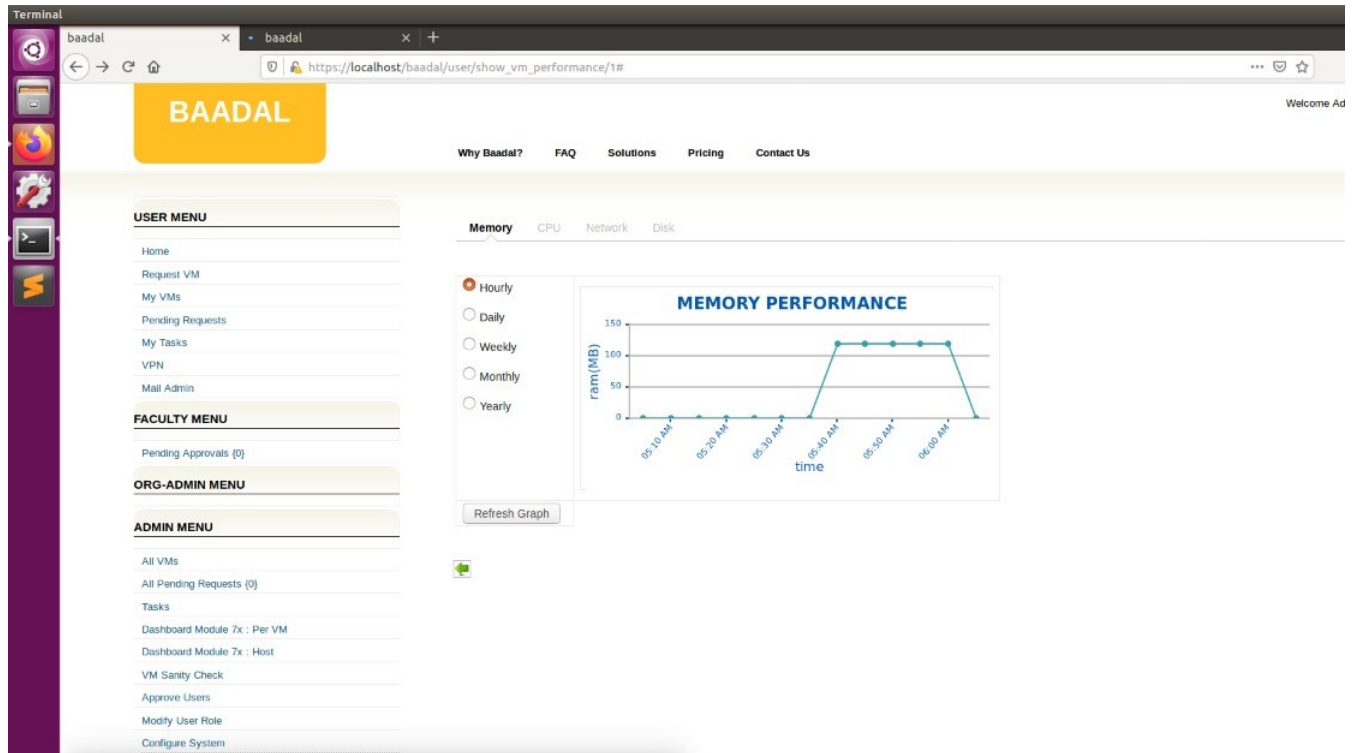 Terminal
baadal × baadal × +
https://localhost/baadal/user/show_vm_performance/1#
BAADAL
Welcome Ad
Why Baadal? FAQ Solutions Pricing Contact Us
USER MENU
Home
Request VM
My VMs
Pending Requests
My Tasks
VPN
Mail Admin
FACULTY MENU
Pending Approvals {0}
ORG-ADMIN MENU
ADMIN MENU
All VMs
All Pending Requests {0}
Tasks
Dashboard Module 7x : Per VM
Dashboard Module 7x : Host
VM Sanity Check
Approve Users
Modify User Role
Configure System
Memory CPU Network Disk
Hourly
Daily
Weekly
Monthly
Yearly
Refresh Graph
MEMORY PERFORMANCE
ram(MB)
150
100
50
0
05:10 AM 05:20 AM 05:30 AM 05:40 AM 05:50 AM 06:00 AM
time